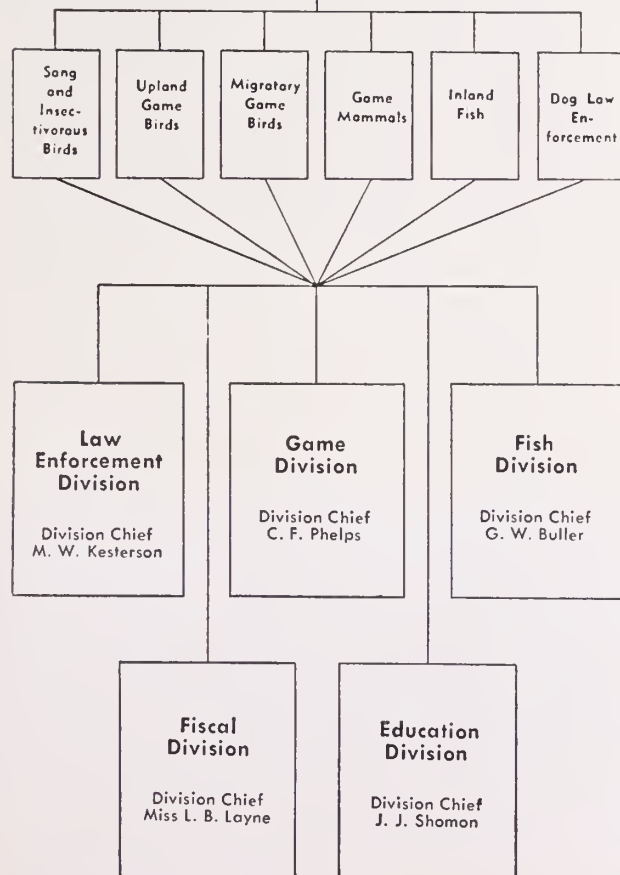 Song
and
Insec-
tivorous
Birds
Upland
Game
Birds
Migratory
Game
Birds
Game
Mammals
Inland
Fish
Dog Law
En-
forcement
Law
Enforcement
Division
Division Chief
M. W. Kesterson
Game
Division
Division Chief
C. F. Phelps
Fish
Division
Division Chief
G. W. Buller
Fiscal
Division
Division Chief
Miss L. B. Layne
Education
Division
Division Chief
J. J. Shomon